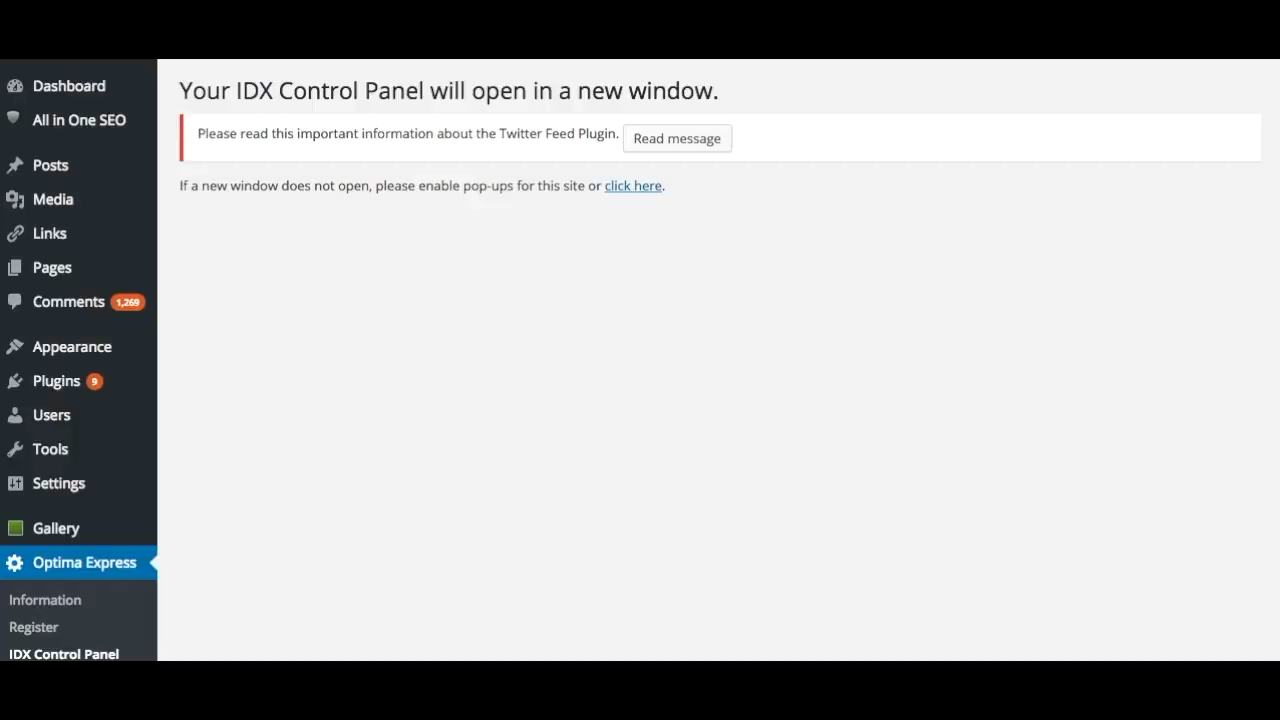 Dashboard
All in One SEO
Posts
Media
Links
Pages
Comments 1,269
Appearance
Plugins 9
Users
Tools
Settings
Gallery
Optima Express
Information
Register
IDX Control Panel
Your IDX Control Panel will open in a new window.
Please read this important information about the Twitter Feed Plugin. Read message
If a new window does not open, please enable pop-ups for this site or click here.